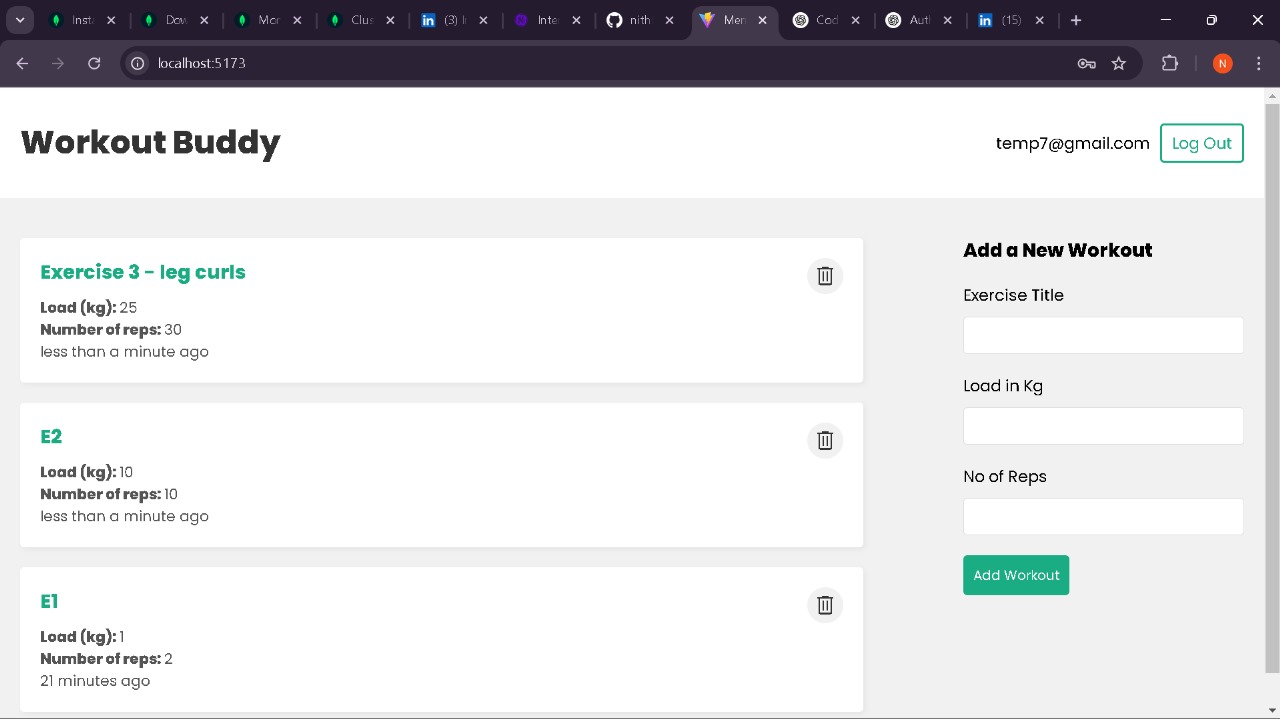 Insta
Dow
Mor
Clus
(3) I
Inte
nith
Mer
Cod
Auth
(15)
localhost:5173
N
Workout Buddy
temp7@gmail.com
Log Out
Exercise 3 - leg curls
Load (kg): 25
Number of reps: 30
less than a minute ago
E2
Load (kg): 10
Number of reps: 10
less than a minute ago
E1
Load (kg): 1
Number of reps: 2
21 minutes ago
Add a New Workout
Exercise Title
Load in Kg
No of Reps
Add Workout